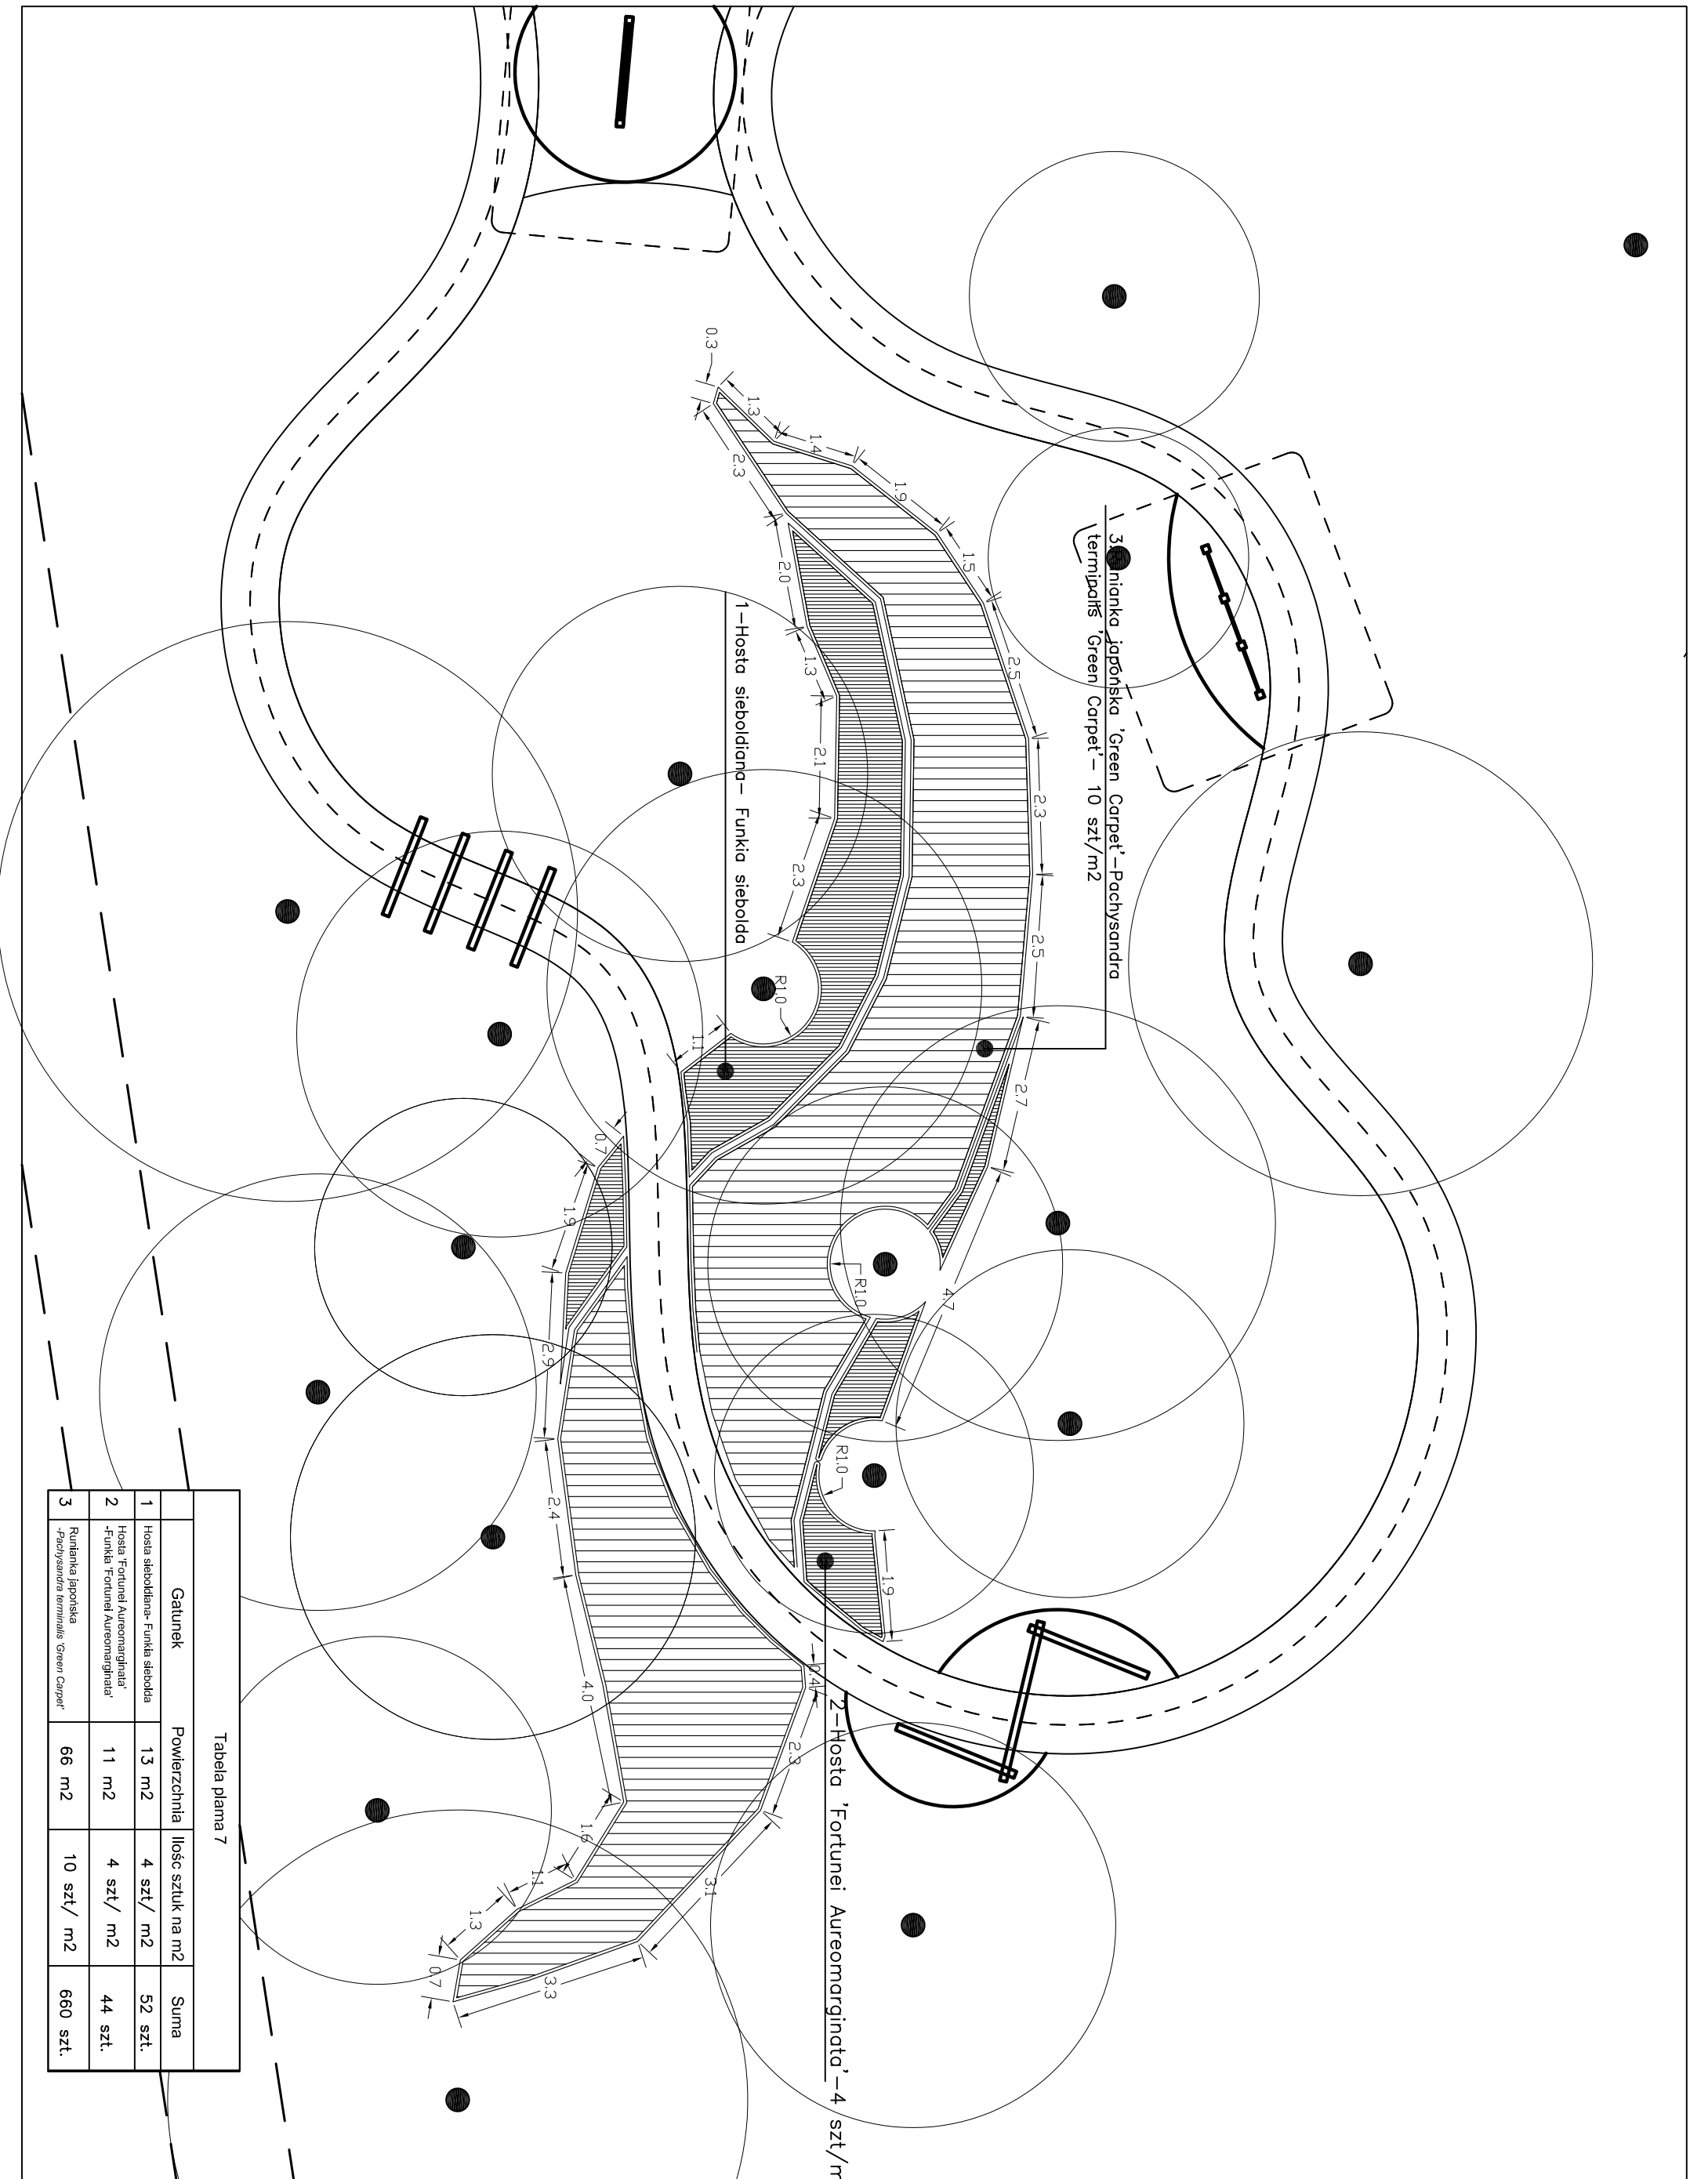 3-Runianka japońska 'Green Carpet'-Pachysandra
terminalis 'Green Carpet'- 10 szt/m2
1-Hosta sieboldiana- Funkia siebolda
2-Hosta 'Fortunei Aureomarginata'-4 szt/m
0.3
1.3
1.4
1.9
1.5
2.5
2.3
2.5
2.7
4.7
1.9
2.3
2.0
1.3
2.1
2.3
R1.0
1.1
R1.0
R1.0
0.7
1.9
2.9
2.4
4.0
1.6
1.1
1.3
0.7
3.3
3.1
2.3
0.4
Tabela plama 7
Gatunek Powierzchnia Ilośc sztuk na m2 Suma
1 Hosta sieboldiana- Funkia siebolda 13 m2 4 szt/ m2 52 szt.
2 Hosta 'Fortunei Aureomarginata'
-Funkia 'Fortunei Aureomarginata' 11 m2 4 szt/ m2 44 szt.
3 Runianka japońska
-Pachysandra terminalis 'Green Carpet' 66 m2 10 szt/ m2 660 szt.